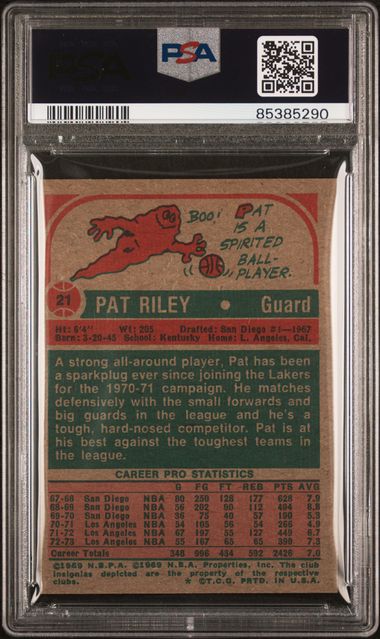 PSA
85385290
BOO!
PAT
IS A
SPIRITED
BALL-
PLAYER.
21 PAT RILEY • Guard
Ht: 6'4" Wt: 205 Drafted: San Diego #1—1967
Born: 3-20-45 School: Kentucky Home: L. Angeles, Cal.
A strong all-around player, Pat has been
a sparkplug ever since joining the Lakers
for the 1970-71 campaign. He matches
defensively with the small forwards and
big guards in the league and he's a
tough, hard-nosed competitor. Pat is at
his best against the toughest teams in
the league.
CAREER PRO STATISTICS
G FG FT REB PTS AVG
67-68 San Diego NBA 80 250 128 177 628 7.9
68-69 San Diego NBA 56 202 90 112 494 8.8
69-70 San Diego NBA 36 75 40 57 190 5.3
70-71 Los Angeles NBA 54 105 56 54 266 4.9
71-72 Los Angeles NBA 67 197 55 127 449 6.7
72-73 Los Angeles NBA 55 167 65 65 399 7.3
Career Totals 348 996 434 592 2426 7.0
©1969 N.B.P.A. ©1969 N.B.A. Properties, Inc. The club
insignias depicted are the property of the respective
clubs. * ©T.C.G. PRTD. IN U.S.A.